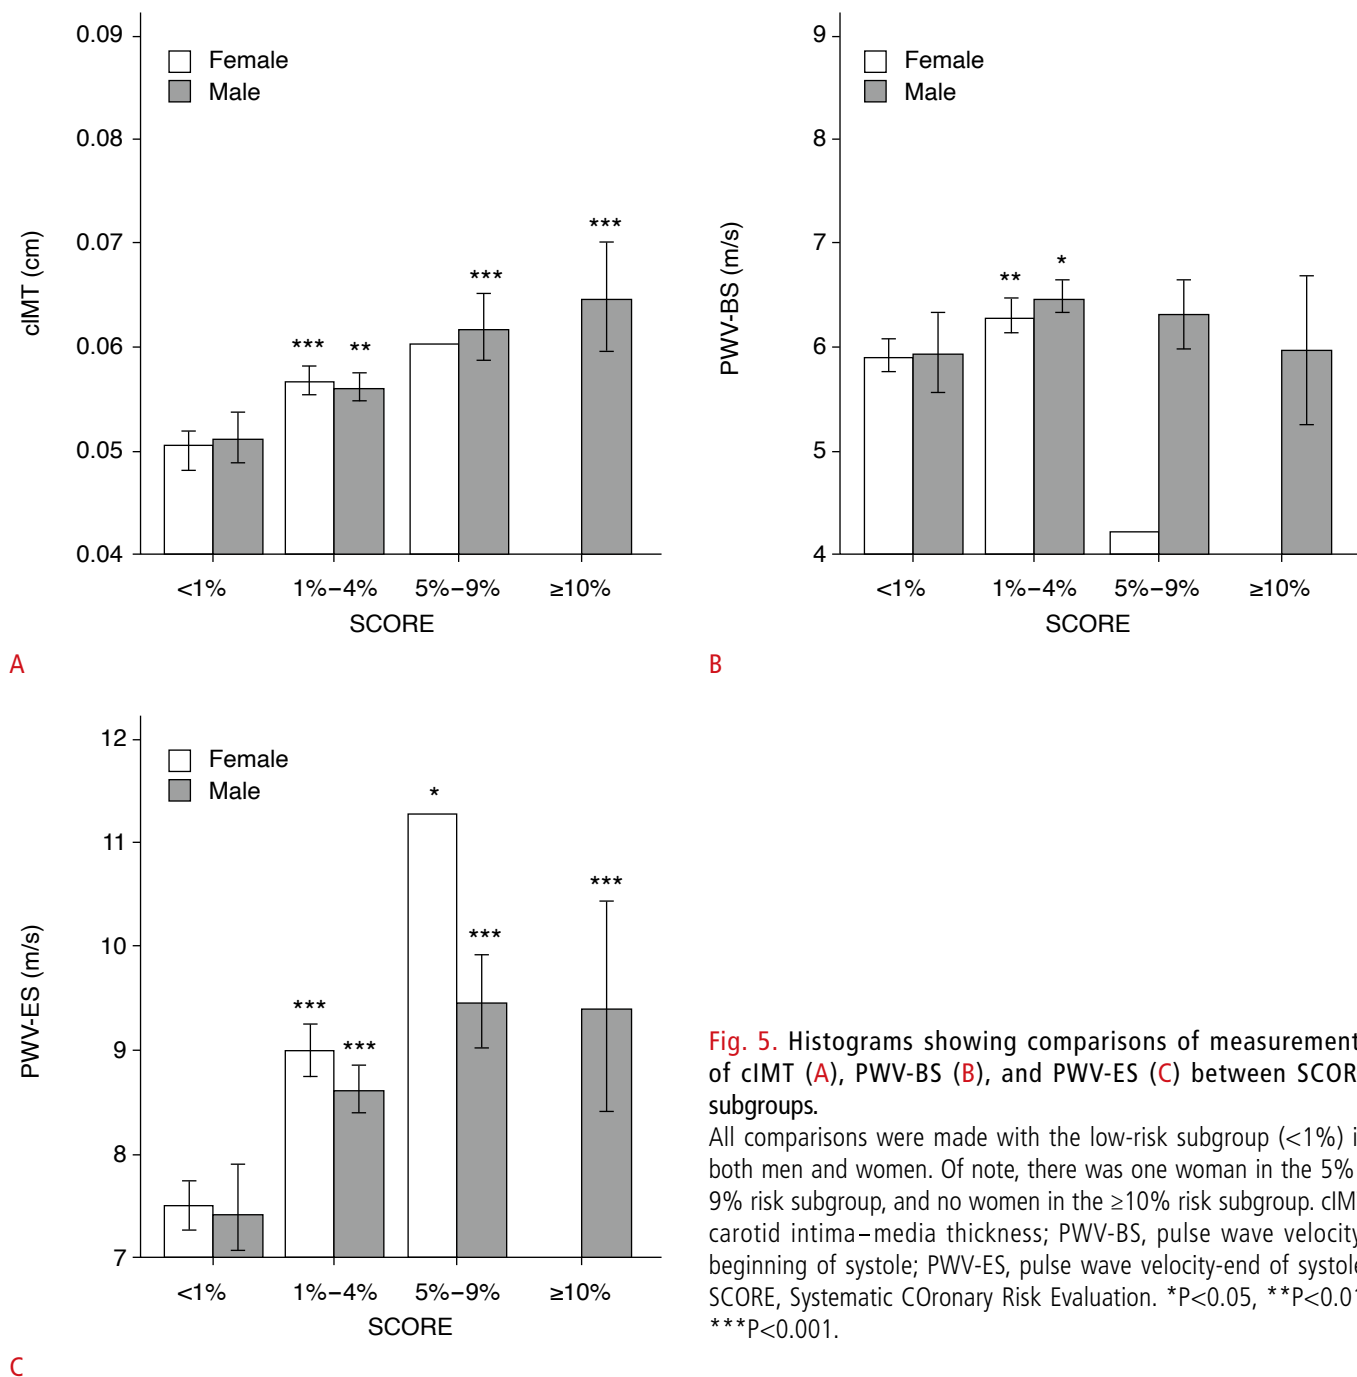 0.09
0.08
0.07
0.06
0.05
0.04
cIMT (cm)
Female
Male
***
**
***
***
<1%
1%–4%
5%–9%
≥10%
SCORE
A
9
8
7
6
5
4
PWV-BS (m/s)
Female
Male
**
*
<1%
1%–4%
5%–9%
≥10%
SCORE
B
12
11
10
9
8
7
PWV-ES (m/s)
Female
Male
***
***
*
***
***
<1%
1%–4%
5%–9%
≥10%
SCORE
C
Fig. 5. Histograms showing comparisons of measurement
of cIMT (A), PWV-BS (B), and PWV-ES (C) between SCOR
subgroups.
All comparisons were made with the low-risk subgroup (<1%) i
both men and women. Of note, there was one woman in the 5%
9% risk subgroup, and no women in the ≥10% risk subgroup. cIM
carotid intima–media thickness; PWV-BS, pulse wave velocity
beginning of systole; PWV-ES, pulse wave velocity-end of systole
SCORE, Systematic COronary Risk Evaluation. *P<0.05, **P<0.01
***P<0.001.